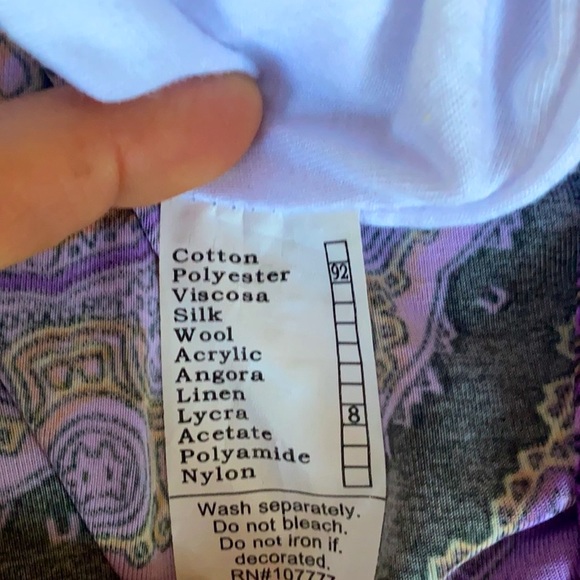 Cotton
Polyester 92
Viscosa
Silk
Wool
Acrylic
Angora
Linen
Lycra 8
Acetate
Polyamide
Nylon
Wash separately.
Do not bleach.
Do not iron if.
decorated.